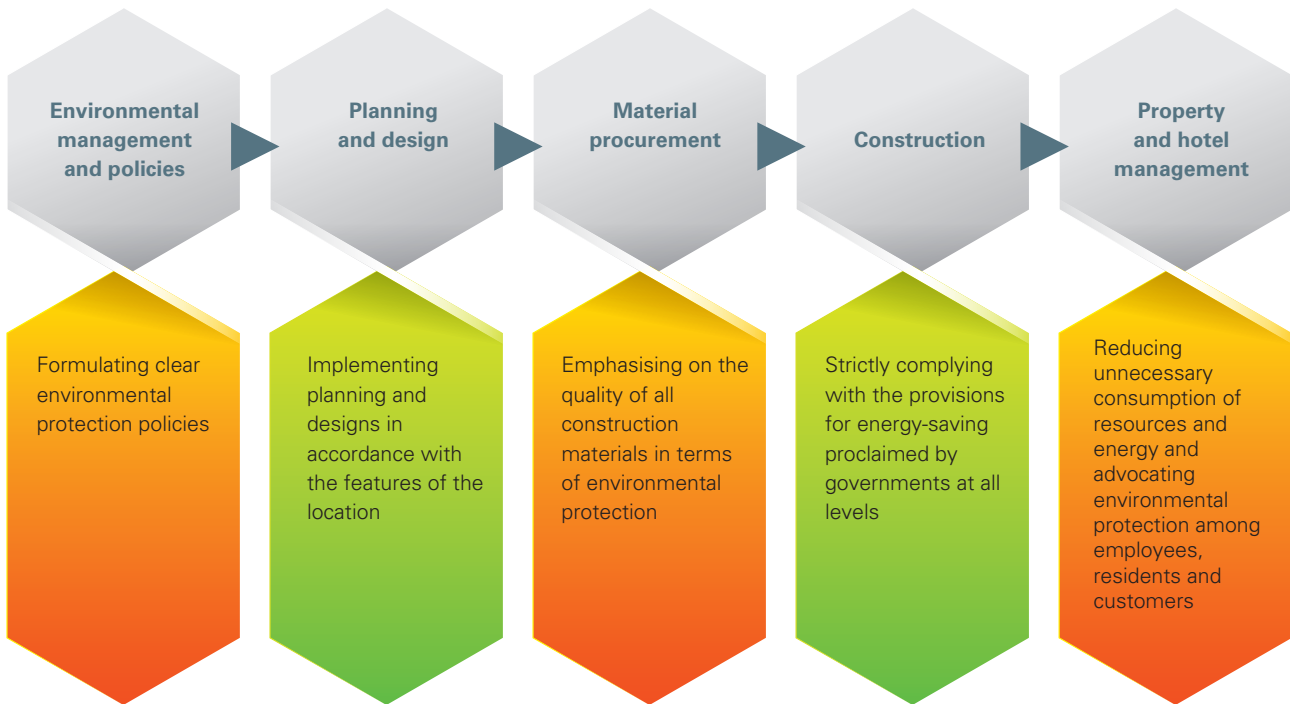 Environmental
management
and policies
Planning
and design
Material
procurement
Construction
Property
and hotel
management
Formulating clear
environmental
protection policies
Implementing
planning and
designs in
accordance with
the features of the
location
Emphasising on the
quality of all
construction
materials in terms
of environmental
protection
Strictly complying
with the provisions
for energy-saving
proclaimed by
governments at all
levels
Reducing
unnecessary
consumption of
resources and
energy and
advocating
environmental
protection among
employees,
residents and
customers